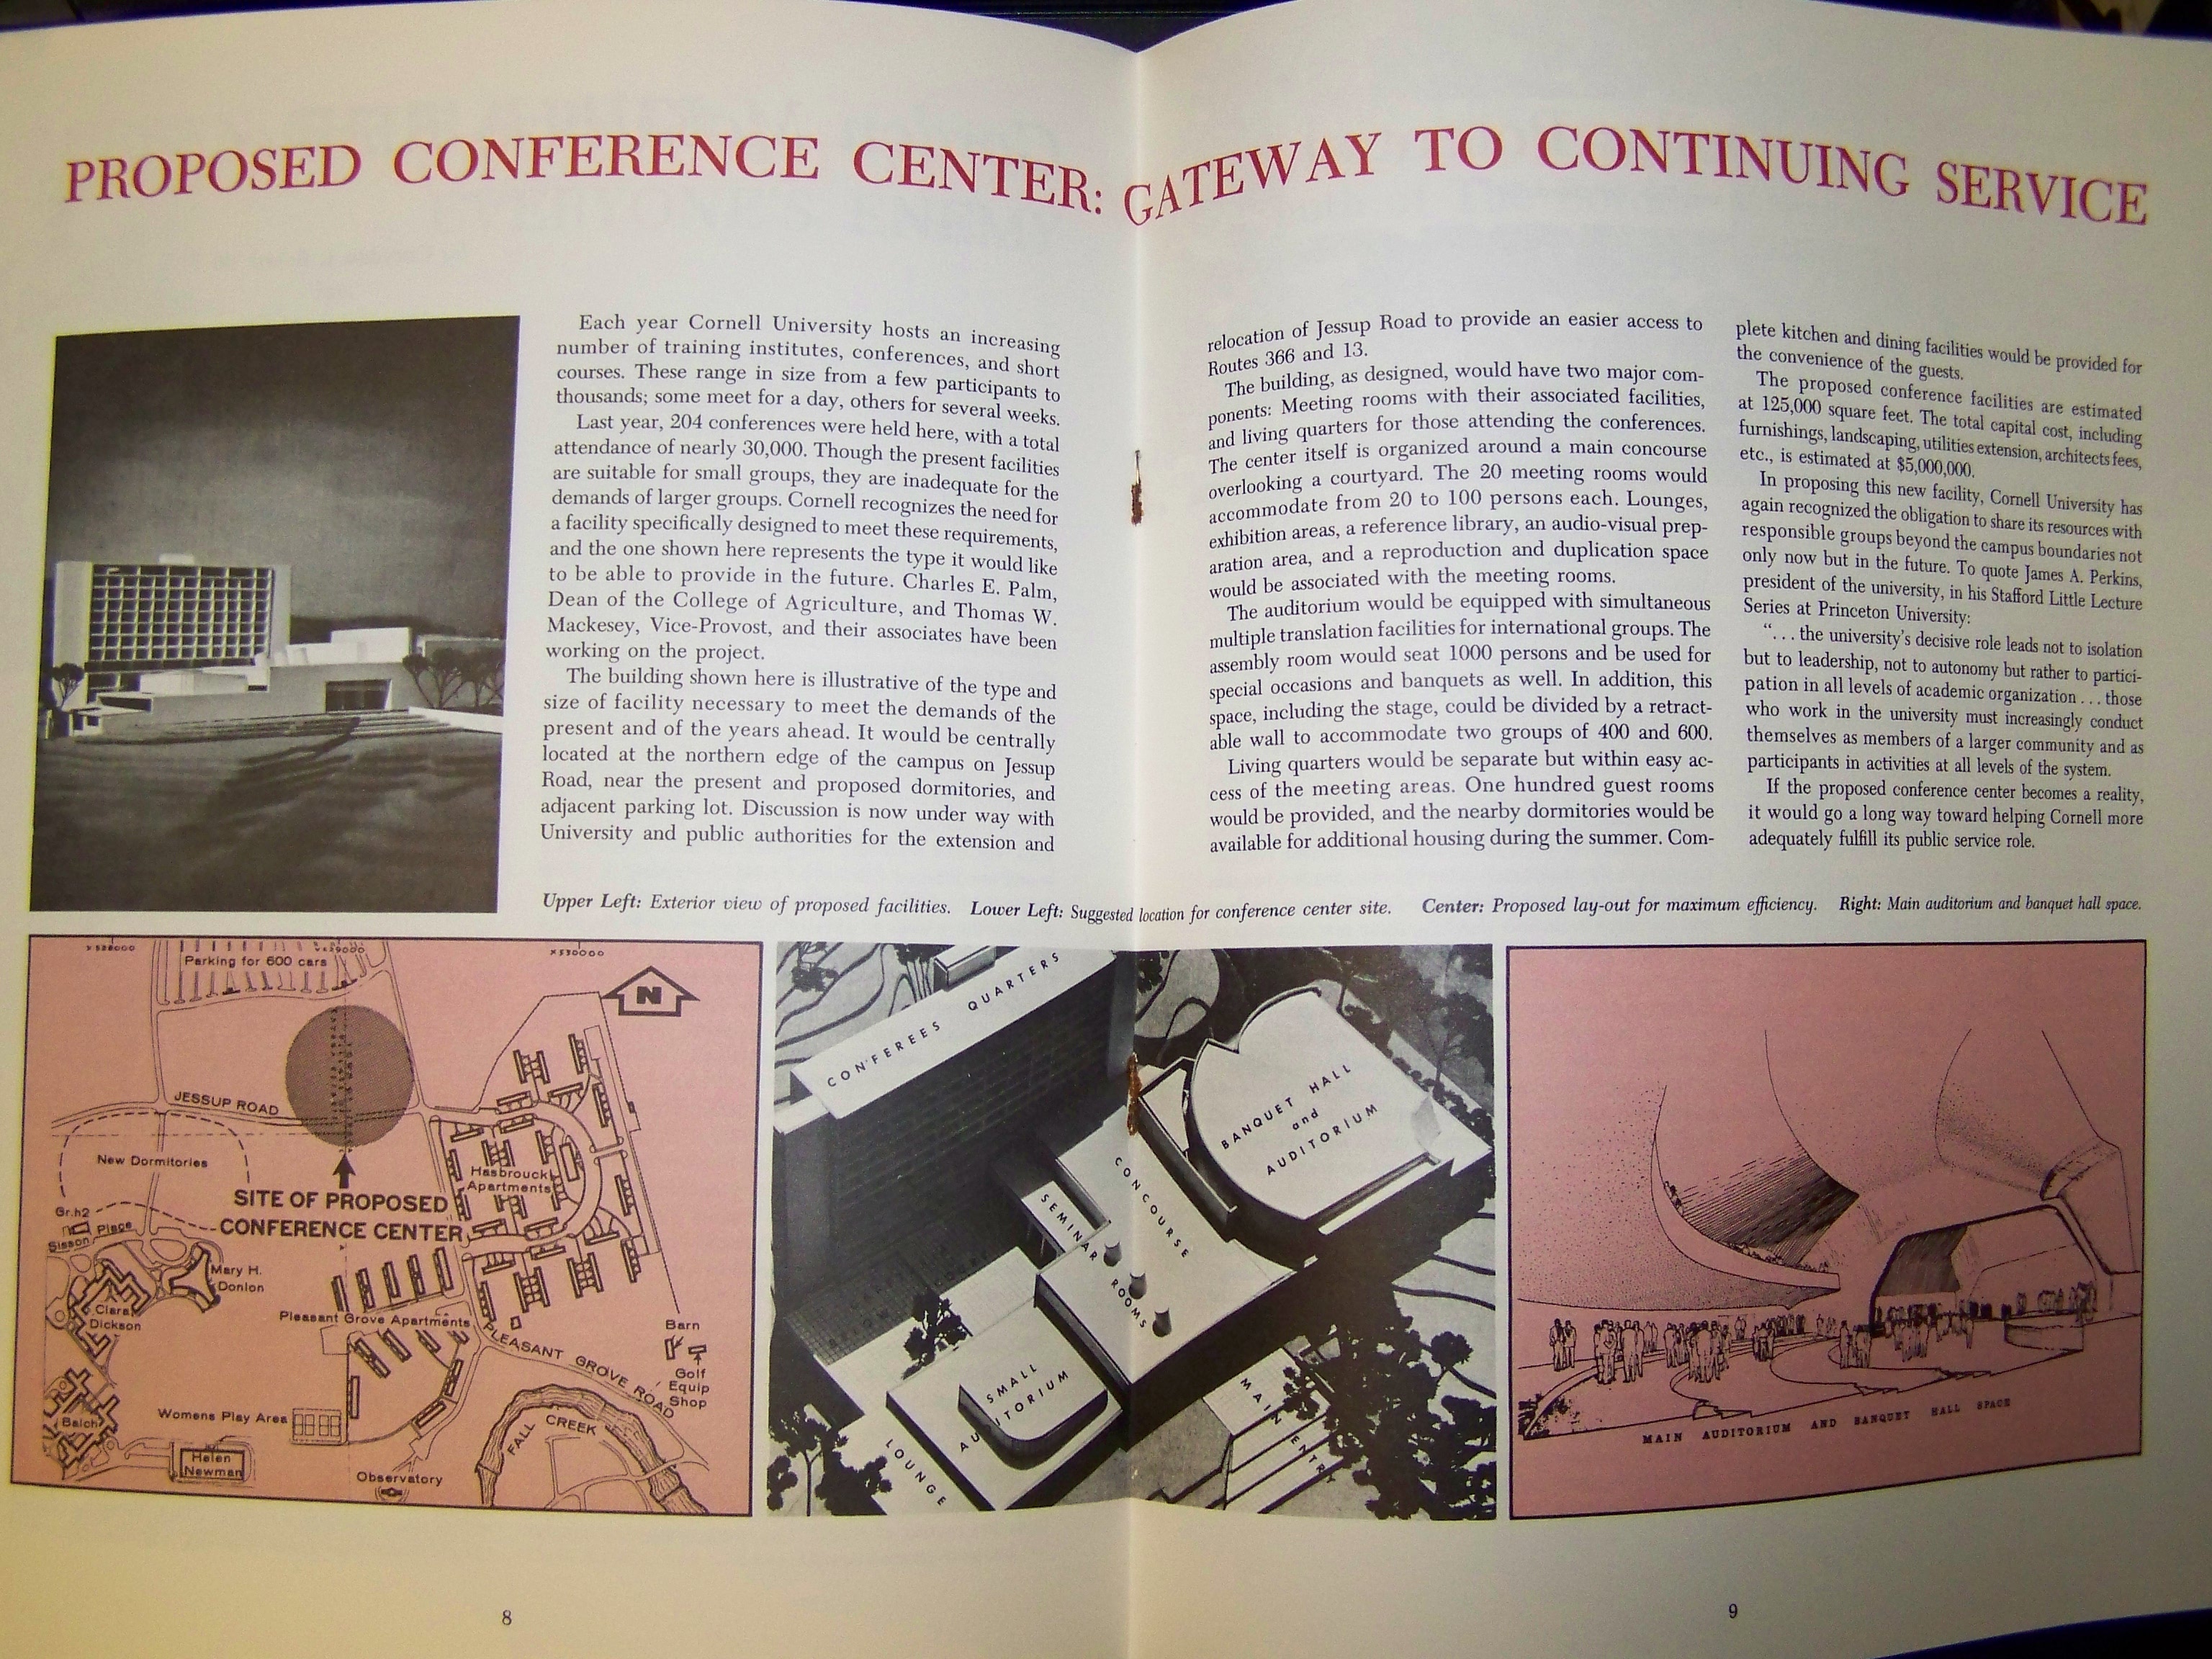 PROPOSED CONFERENCE CENTER: GATEWAY TO CONTINUING SERVICE
Each year Cornell University hosts an increasing
number of training institutes, conferences, and short
courses. These range in size from a few participants to
thousands; some meet for a day, others for several weeks.
Last year, 204 conferences were held here, with a total
attendance of nearly 30,000. Though the present facilities
are suitable for small groups, they are inadequate for the
demands of larger groups. Cornell recognizes the need for
a facility specifically designed to meet these requirements,
and the one shown here represents the type it would like
to be able to provide in the future. Charles E. Palm,
Dean of the College of Agriculture, and Thomas W.
Mackesey, Vice-Provost, and their associates have been
working on the project.
The building shown here is illustrative of the type and
size of facility necessary to meet the demands of the
present and of the years ahead. It would be centrally
located at the northern edge of the campus on Jessup
Road, near the present and proposed dormitories, and
adjacent parking lot. Discussion is now under way with
University and public authorities for the extension and
relocation of Jessup Road to provide an easier access to
Routes 366 and 13.
The building, as designed, would have two major com-
ponents: Meeting rooms with their associated facilities,
and living quarters for those attending the conferences.
The center itself is organized around a main concourse
overlooking a courtyard. The 20 meeting rooms would
accommodate from 20 to 100 persons each. Lounges,
exhibition areas, a reference library, an audio-visual prep-
aration area, and a reproduction and duplication space
would be associated with the meeting rooms.
The auditorium would be equipped with simultaneous
multiple translation facilities for international groups. The
assembly room would seat 1000 persons and be used for
special occasions and banquets as well. In addition, this
space, including the stage, could be divided by a retract-
able wall to accommodate two groups of 400 and 600.
Living quarters would be separate but within easy ac-
cess of the meeting areas. One hundred guest rooms
would be provided, and the nearby dormitories would be
available for additional housing during the summer. Com-
plete kitchen and dining facilities would be provided for
the convenience of the guests.
The proposed conference facilities are estimated
at 125,000 square feet. The total capital cost, including
furnishings, landscaping, utilities extension, architects fees,
etc., is estimated at $5,000,000.
In proposing this new facility, Cornell University has
again recognized the obligation to share its resources with
responsible groups beyond the campus boundaries not
only now but in the future. To quote James A. Perkins,
president of the university, in his Stafford Little Lecture
Series at Princeton University:
“. . . the university's decisive role leads not to isolation
but to leadership, not to autonomy but rather to partici-
pation in all levels of academic organization . . . those
who work in the university must increasingly conduct
themselves as members of a larger community and as
participants in activities at all levels of the system.
If the proposed conference center becomes a reality,
it would go a long way toward helping Cornell more
adequately fulfill its public service role.
Upper Left: Exterior view of proposed facilities. Lower Left: Suggested location for conference center site. Center: Proposed lay-out for maximum efficiency. Right: Main auditorium and banquet hall space.
X 530000
Parking for 600 cars
N
JESSUP ROAD
New Dormitories
Hasbrouck
Apartments
SITE OF PROPOSED
CONFERENCE CENTER
Gr.h2
Sisson Place
Mary H.
Donlon
Clara
Dickson
Pleasant Grove Apartments
PLEASANT GROVE ROAD
Barn
Golf
Equip
Shop
Balch
Womens Play Area
FALL CREEK
Helen
Newman
Observatory
CONFEREES QUARTERS
BANQUET HALL
and
AUDITORIUM
CONCOURSE
SEMINAR ROOMS
SMALL
AUDITORIUM
LOUNGE
MAIN ENTRY
MAIN AUDITORIUM AND BANQUET HALL SPACE
8
9